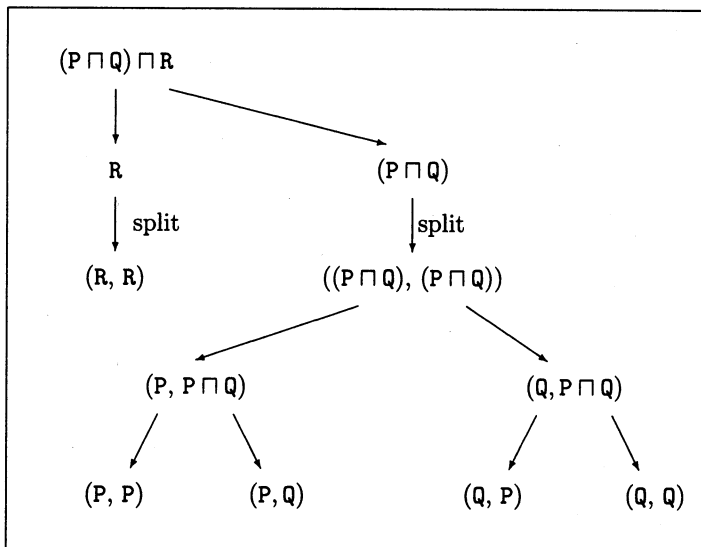 (P ⊓ Q) ⊓ R
R (P ⊓ Q)
split split
(R, R) ((P ⊓ Q), (P ⊓ Q))
(P, P ⊓ Q) (Q, P ⊓ Q)
(P, P) (P, Q) (Q, P) (Q, Q)